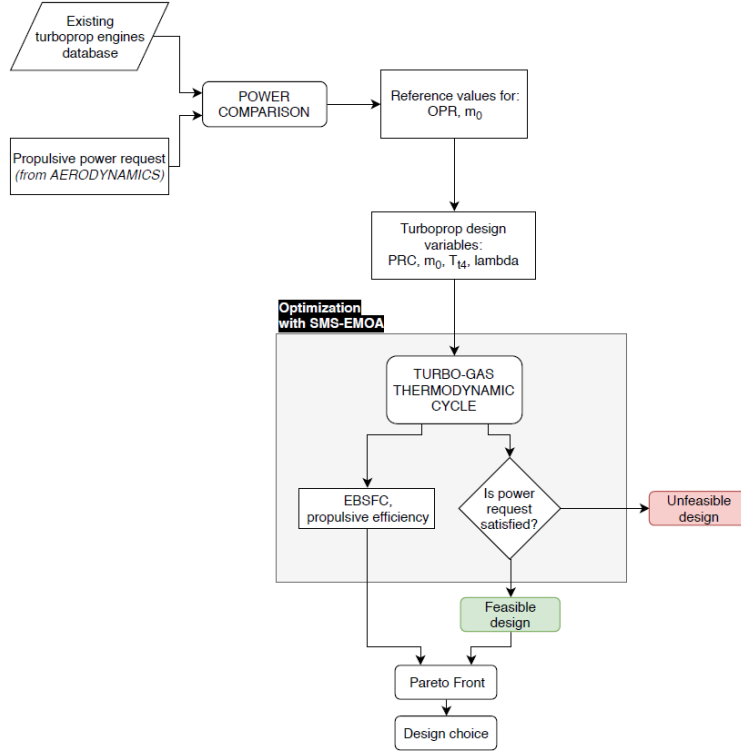 Existing
turboprop engines
database
POWER
COMPARISON
Reference values for:
OPR, m₀
Propulsive power request
(from AERODYNAMICS)
Turboprop design
variables:
PRC, m₀, Tₜ₄, lambda
Optimization
with SMS-EMOA
TURBO-GAS
THERMODYNAMIC
CYCLE
EBSFC,
propulsive efficiency
Is power
request
satisfied?
Unfeasible
design
Feasible
design
Pareto Front
Design choice